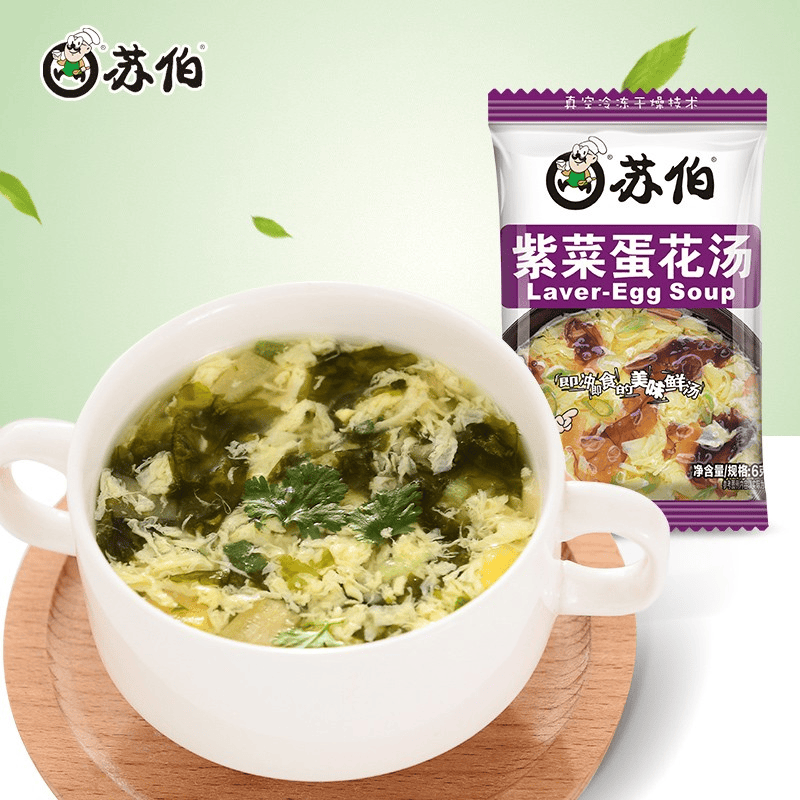 苏伯
真空冷冻干燥技术
苏伯
紫菜蛋花汤
Laver-Egg Soup
即冲即食的美味鲜汤
净含量/规格:6克